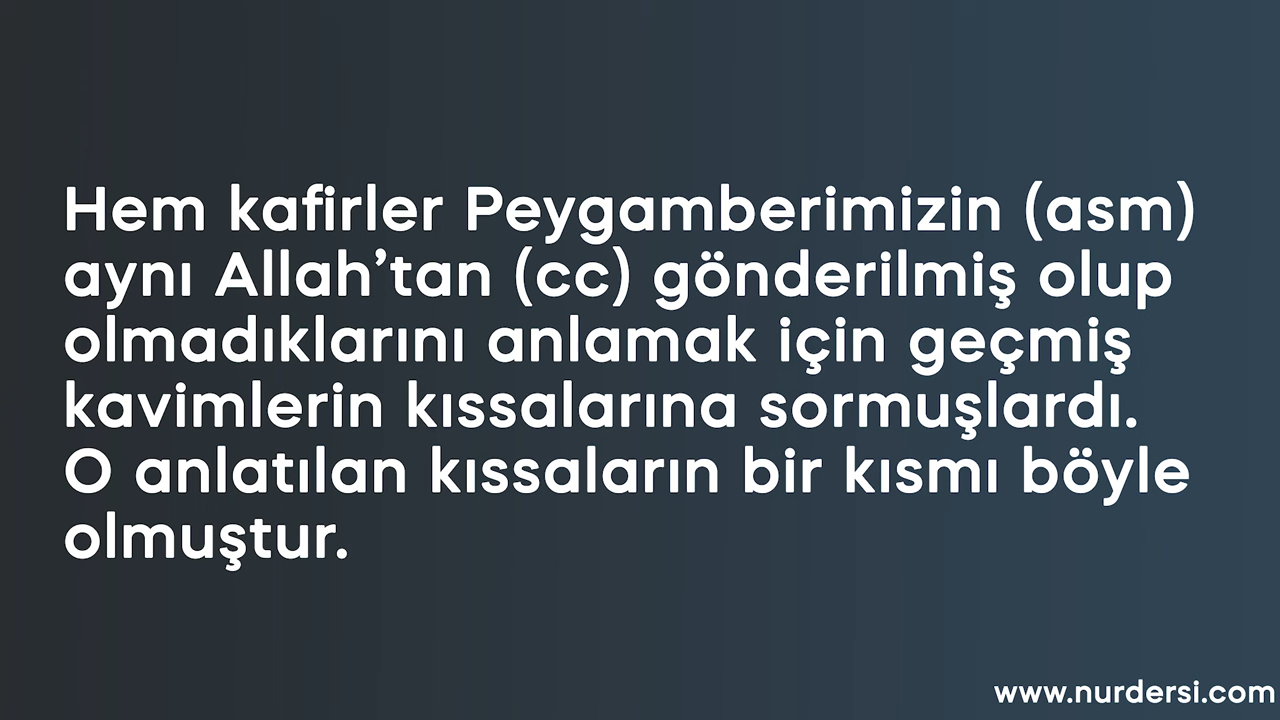 Hem kafirler Peygamberimizin (asm)
aynı Allah’tan (cc) gönderilmiş olup
olmadıklarını anlamak için geçmiş
kavimlerin kıssalarına sormuşlardı.
O anlatılan kıssaların bir kısmı böyle
olmuştur.
www.nurdersi.com